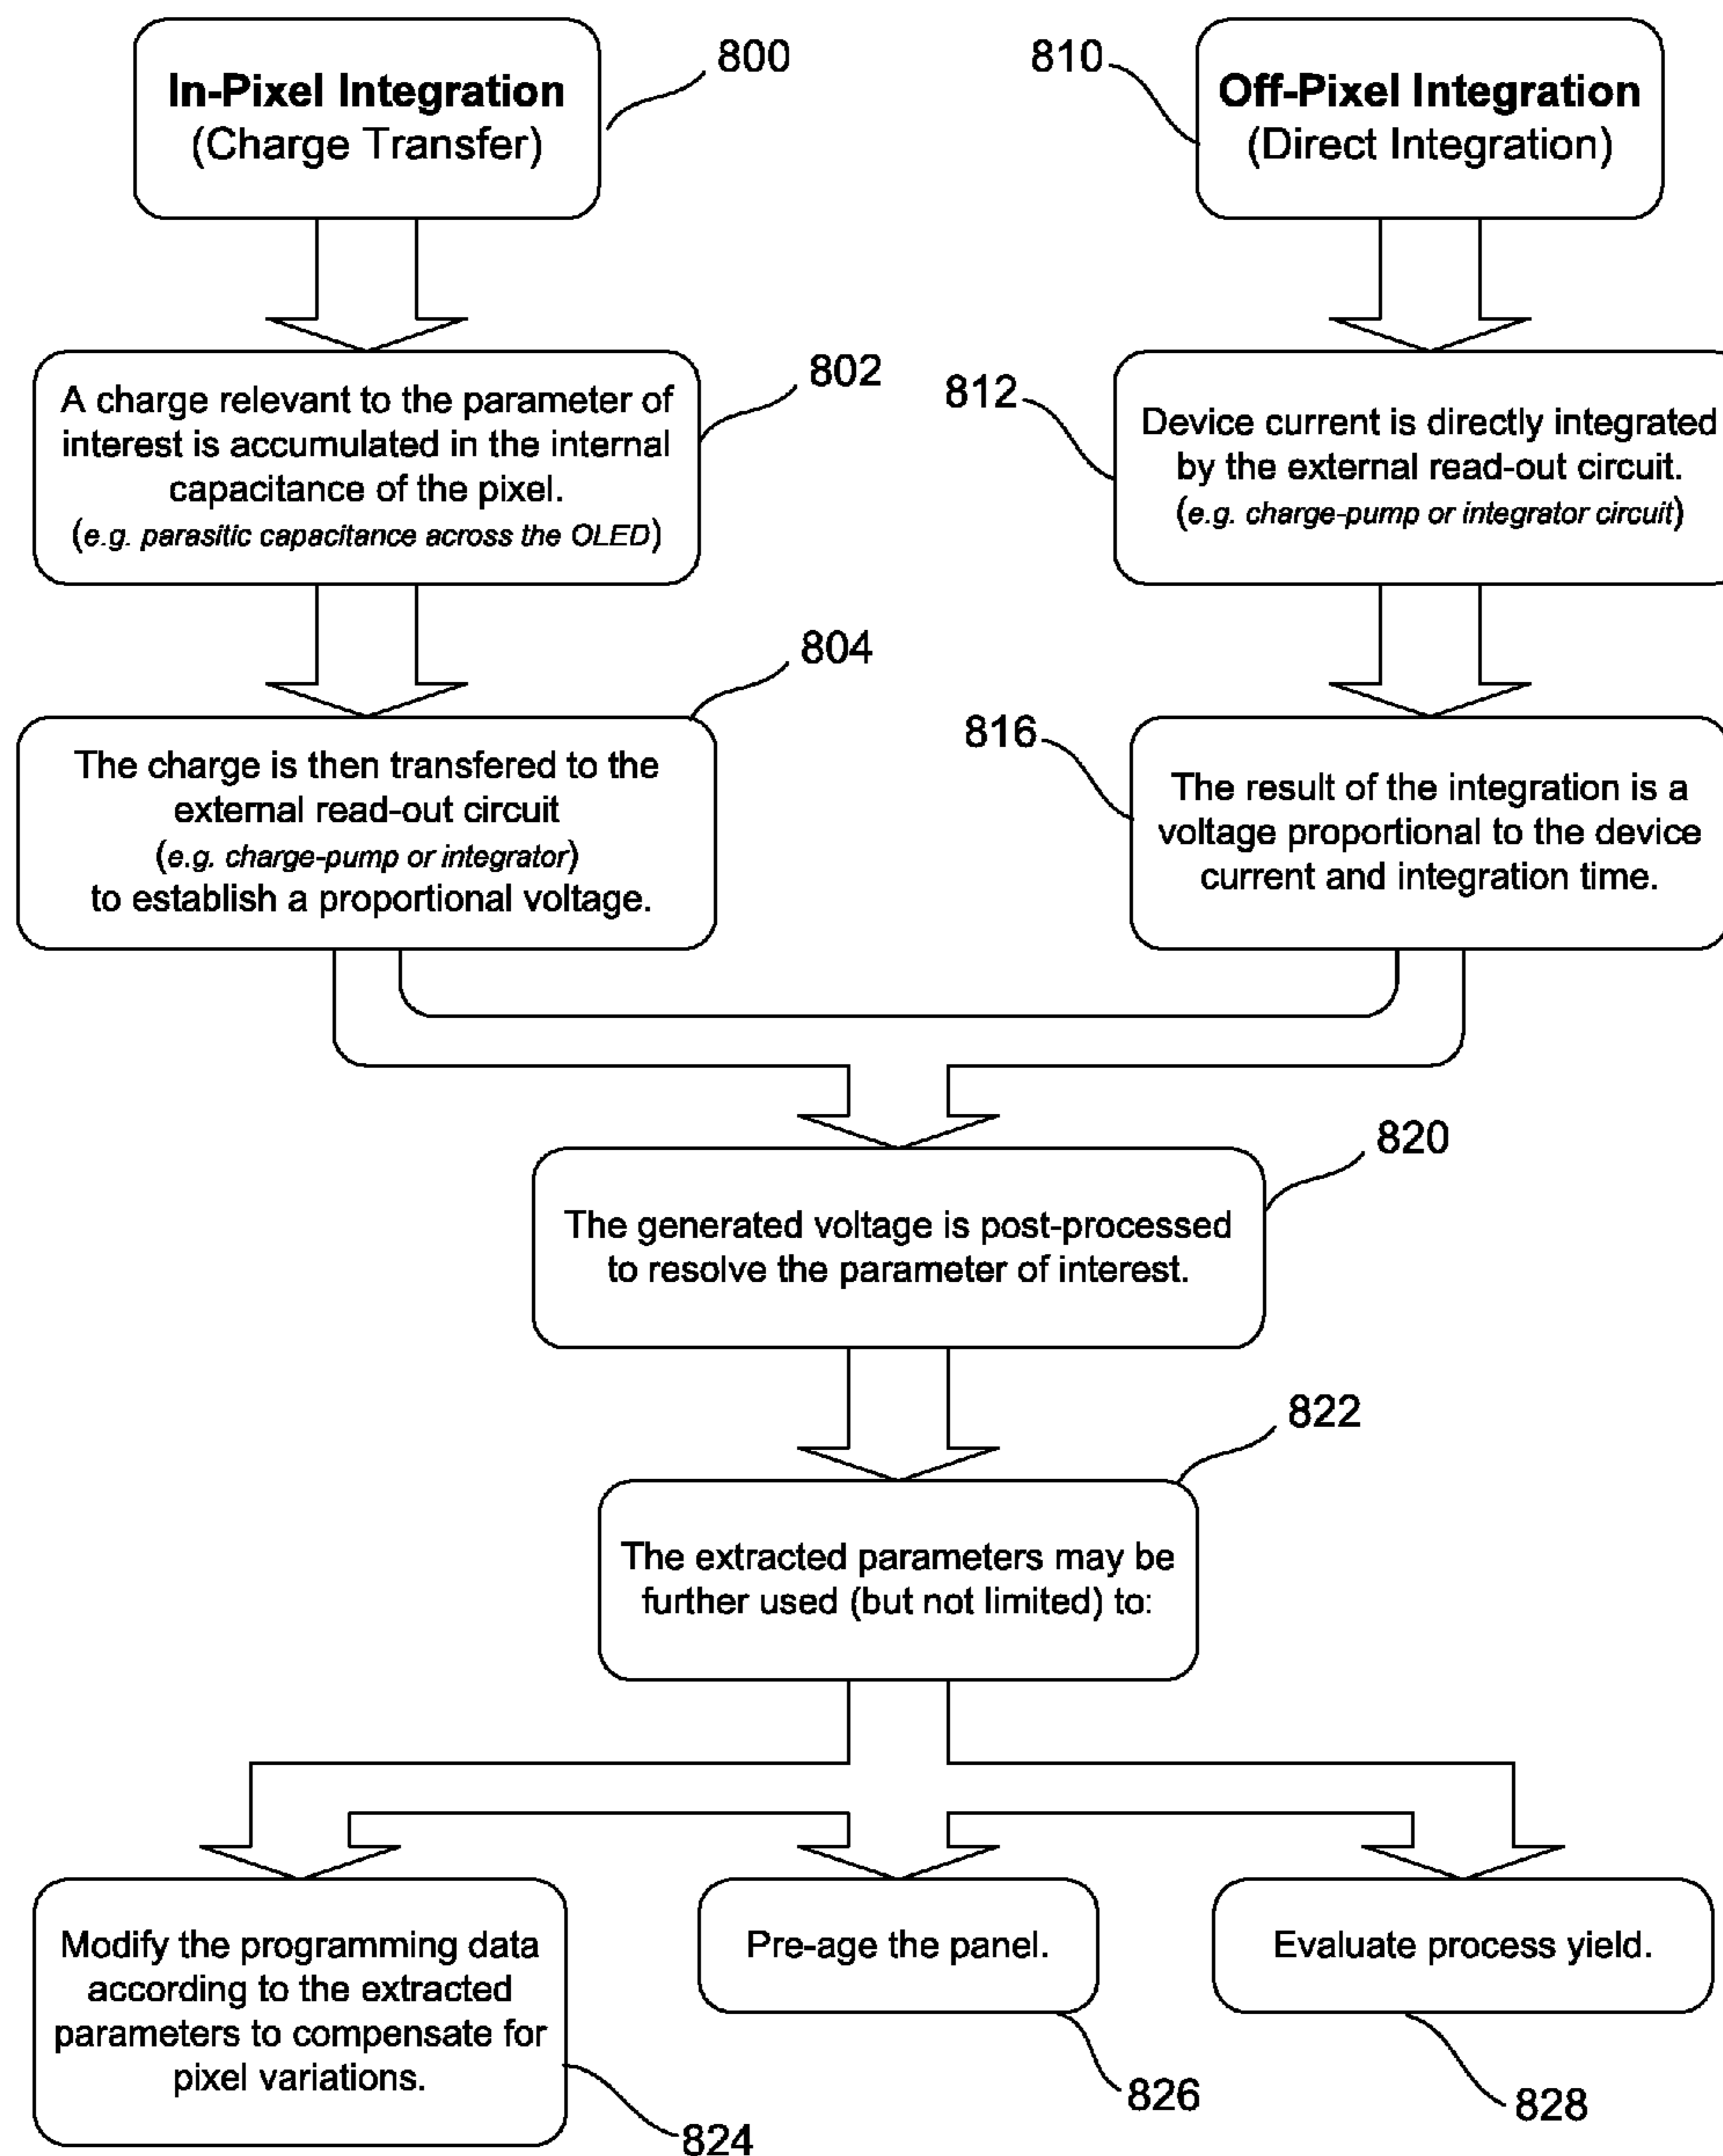 In-Pixel Integration
(Charge Transfer)
800
810
Off-Pixel Integration
(Direct Integration)
A charge relevant to the parameter of
interest is accumulated in the internal
capacitance of the pixel.
(e.g. parasitic capacitance across the OLED)
802
812
Device current is directly integrated
by the external read-out circuit.
(e.g. charge-pump or integrator circuit)
804
The charge is then transfered to the
external read-out circuit
(e.g. charge-pump or integrator)
to establish a proportional voltage.
816
The result of the integration is a
voltage proportional to the device
current and integration time.
820
The generated voltage is post-processed
to resolve the parameter of interest.
822
The extracted parameters may be
further used (but not limited) to:
Modify the programming data
according to the extracted
parameters to compensate for
pixel variations.
824
Pre-age the panel.
826
Evaluate process yield.
828